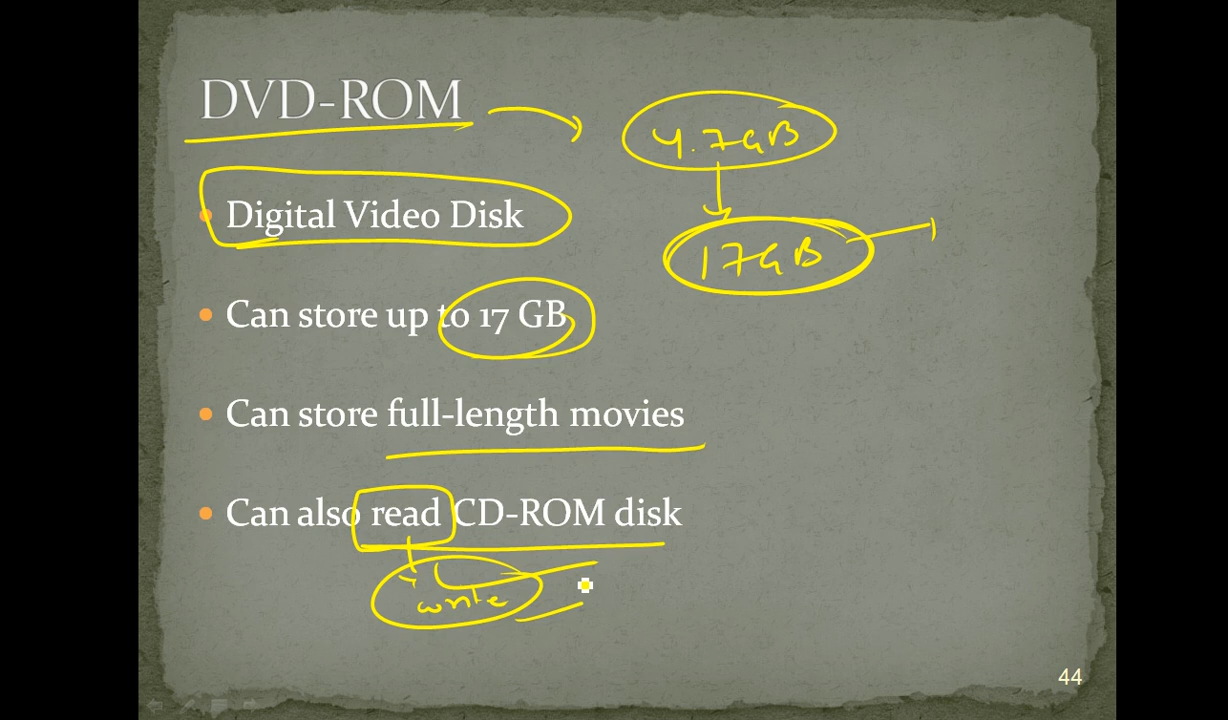 DVD-ROM
4.7GB
Digital Video Disk
17GB
Can store up to 17 GB
Can store full-length movies
Can also read CD-ROM disk
write
44